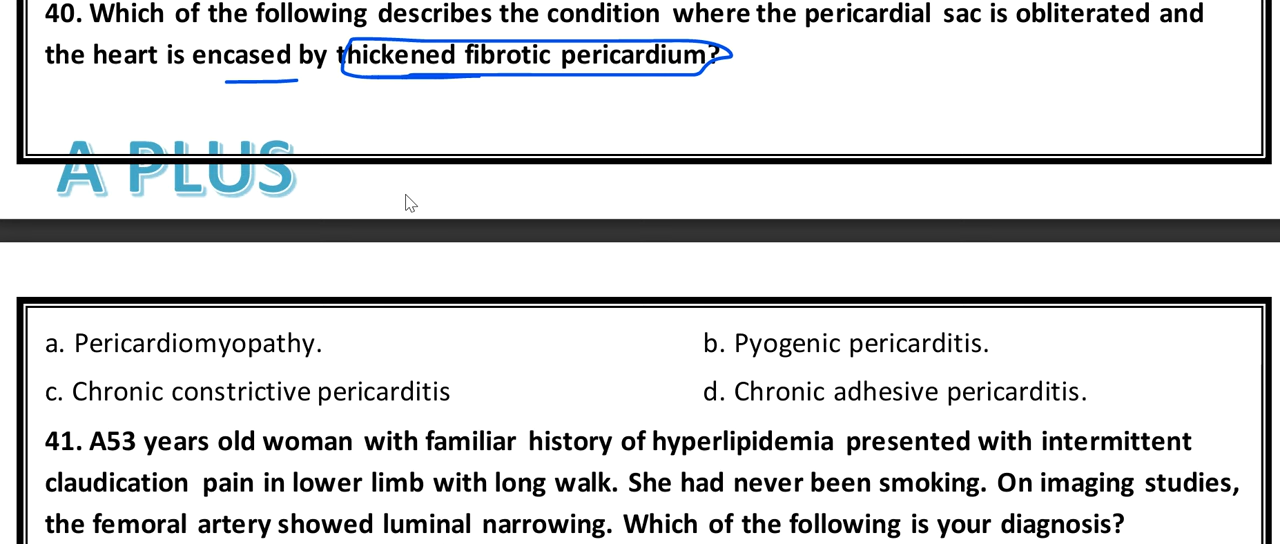 40. Which of the following describes the condition where the pericardial sac is obliterated and
the heart is encased by thickened fibrotic pericardium?
A PLUS
a. Pericardiomyopathy.
b. Pyogenic pericarditis.
c. Chronic constrictive pericarditis
d. Chronic adhesive pericarditis.
41. A53 years old woman with familiar history of hyperlipidemia presented with intermittent
claudication pain in lower limb with long walk. She had never been smoking. On imaging studies,
the femoral artery showed luminal narrowing. Which of the following is your diagnosis?